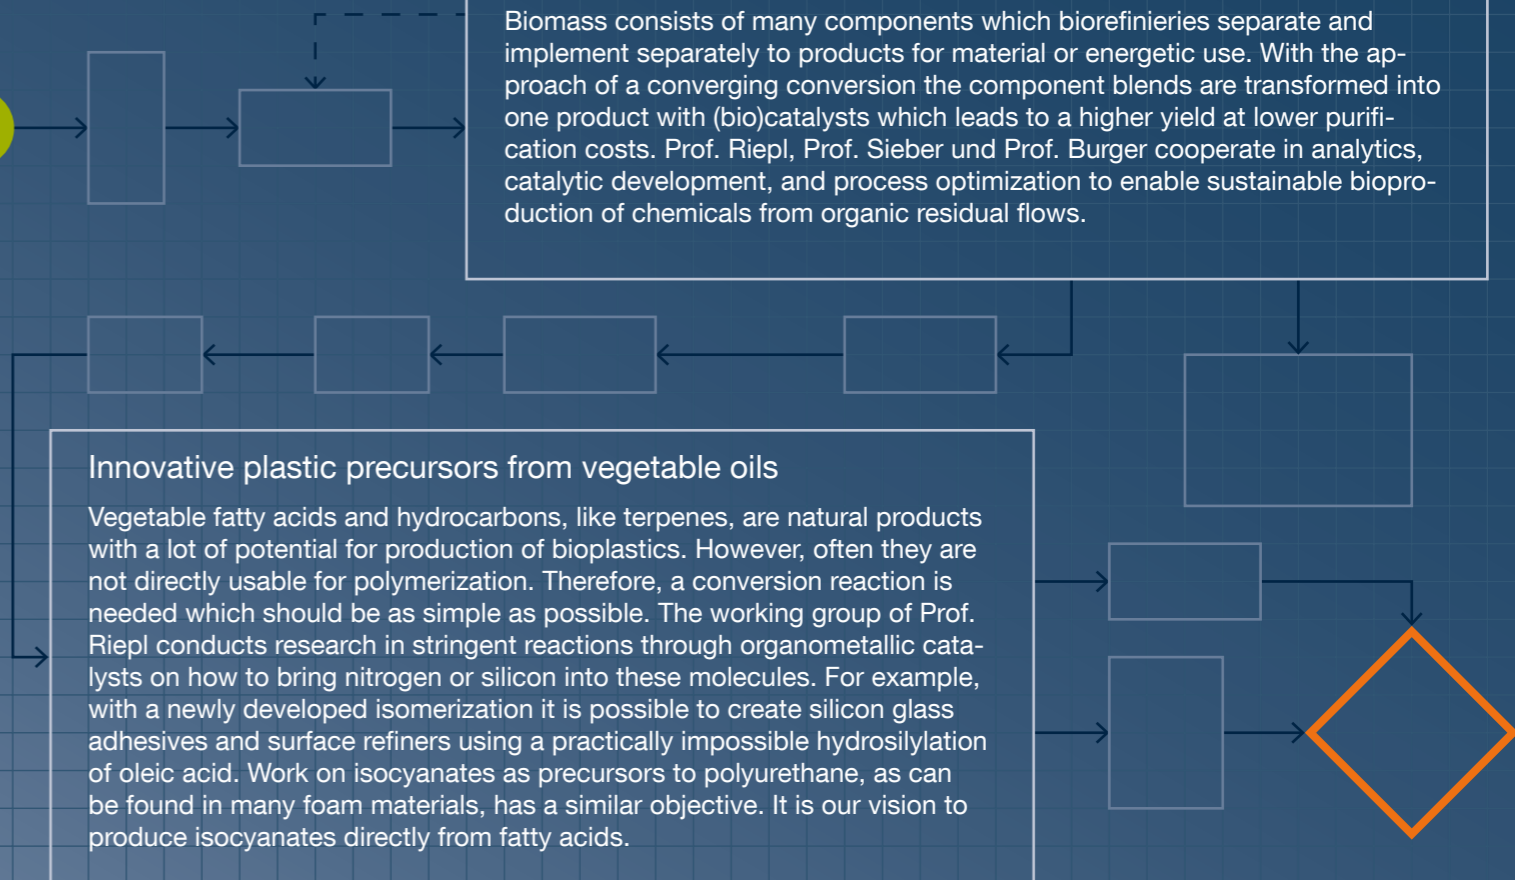 Biomass consists of many components which biorefinieries separate and
implement separately to products for material or energetic use. With the ap-
proach of a converging conversion the component blends are transformed into
one product with (bio)catalysts which leads to a higher yield at lower purifi-
cation costs. Prof. Riepl, Prof. Sieber und Prof. Burger cooperate in analytics,
catalytic development, and process optimization to enable sustainable biopro-
duction of chemicals from organic residual flows.
Innovative plastic precursors from vegetable oils
Vegetable fatty acids and hydrocarbons, like terpenes, are natural products
with a lot of potential for production of bioplastics. However, often they are
not directly usable for polymerization. Therefore, a conversion reaction is
needed which should be as simple as possible. The working group of Prof.
Riepl conducts research in stringent reactions through organometallic cata-
lysts on how to bring nitrogen or silicon into these molecules. For example,
with a newly developed isomerization it is possible to create silicon glass
adhesives and surface refiners using a practically impossible hydrosilylation
of oleic acid. Work on isocyanates as precursors to polyurethane, as can
be found in many foam materials, has a similar objective. It is our vision to
produce isocyanates directly from fatty acids.